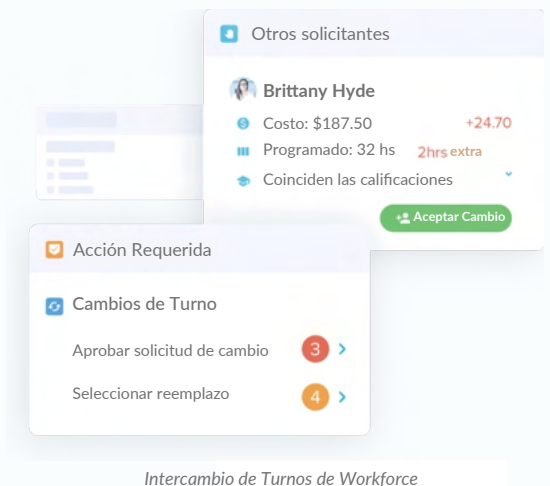 Otros solicitantes
Brittany Hyde
Costo: $187.50 +24.70
Programado: 32 hs 2hrs extra
Coinciden las calificaciones
Aceptar Cambio
Acción Requerida
Cambios de Turno
Aprobar solicitud de cambio 3
Seleccionar reemplazo 4
Intercambio de Turnos de Workforce